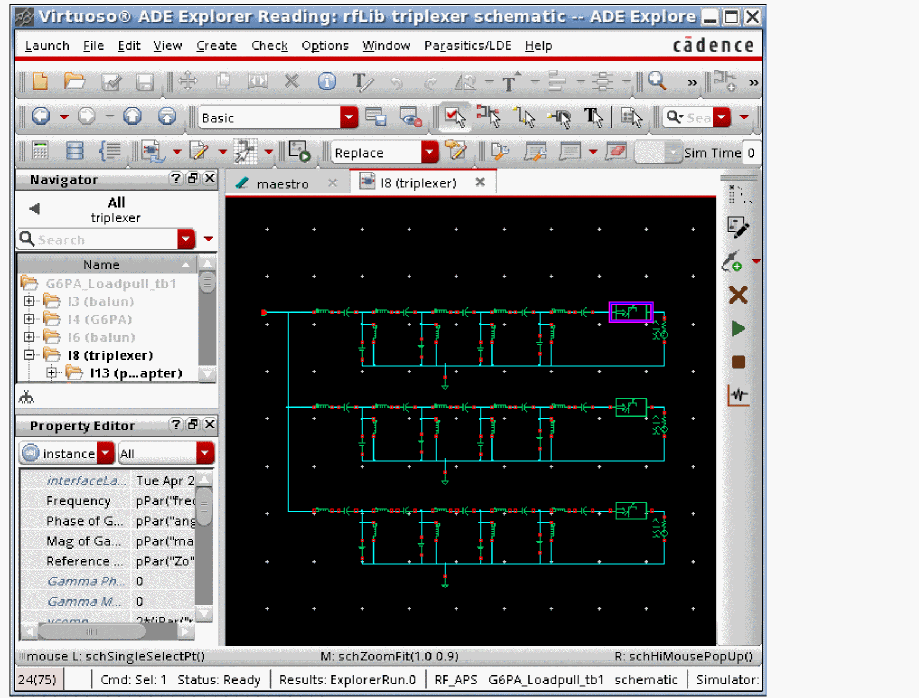 Virtuoso® ADE Explorer Reading: rfLib triplexer schematic -- ADE Explore
Launch File Edit View Create Check Options Window Parasitics/LDE Help cādence
Basic Sea
Replace Sim Time 0
Navigator
All
triplexer
Search
Name
G6PA_Loadpull_tb1
I3 (balun)
I4 (G6PA)
I6 (balun)
I8 (triplexer)
I13 (p...apter)
maestro I8 (triplexer)
Property Editor
instance All
interfaceLa... Tue Apr 2
Frequency pPar("freq
Phase of G... pPar("ang
Mag of Ga... pPar("ma
Reference ... pPar("Zo"
Gamma Ph... 0
Gamma M... 0
vcomp 2*(iPar("r
mouse L: schSingleSelectPt() M: schZoomFit(1.0 0.9) R: schHiMousePopUp()
24(75) Cmd: Sel: 1 Status: Ready Results: ExplorerRun.0 RF_APS G6PA_Loadpull_tb1 schematic Simulator: